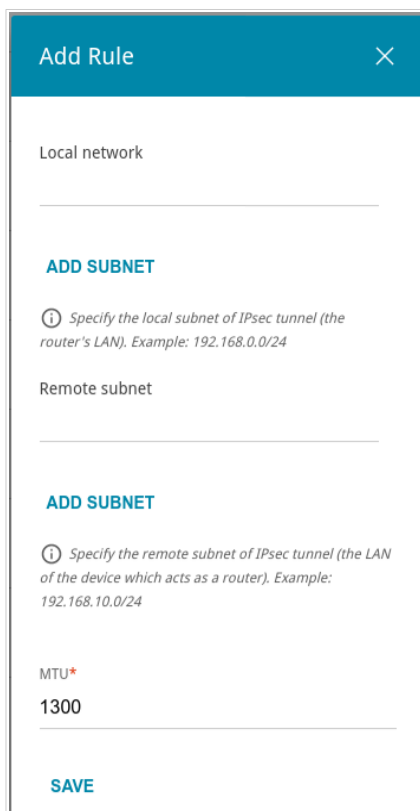 Add Rule
Local network
ADD SUBNET
Specify the local subnet of IPsec tunnel (the
router's LAN). Example: 192.168.0.0/24
Remote subnet
ADD SUBNET
Specify the remote subnet of IPsec tunnel (the LAN
of the device which acts as a router). Example:
192.168.10.0/24
MTU*
1300
SAVE